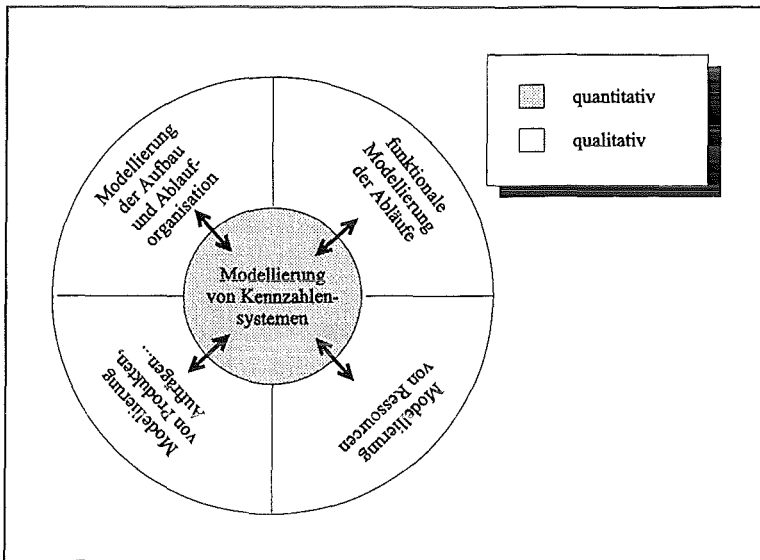 Modellierung
der Aufbau
und Ablauf-
organisation
funktionale
Modellierung
der Abläufe
Modellierung
von Kennzahlen-
systemen
Modellierung
von Produkten,
Aufträgen...
Modellierung
von Ressourcen
quantitativ
qualitativ